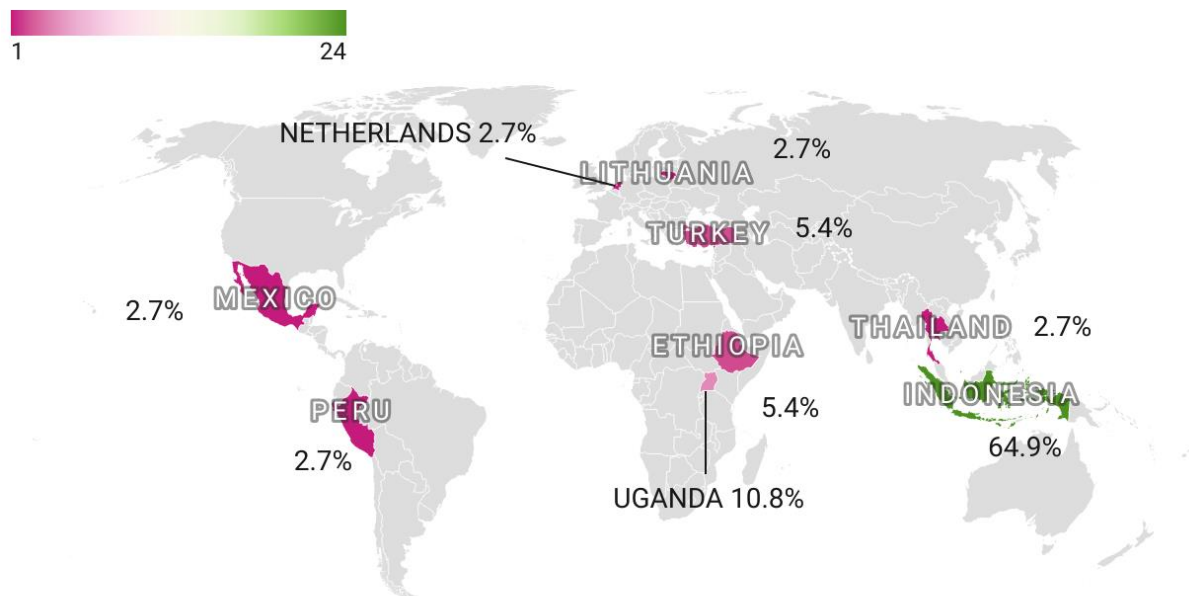 1 24
NETHERLANDS 2.7%
2.7%
LITHUANIA
5.4%
TURKEY
MEXICO
2.7%
THAILAND 2.7%
ETHIOPIA
INDONESIA
5.4%
PERU
64.9%
2.7%
UGANDA 10.8%